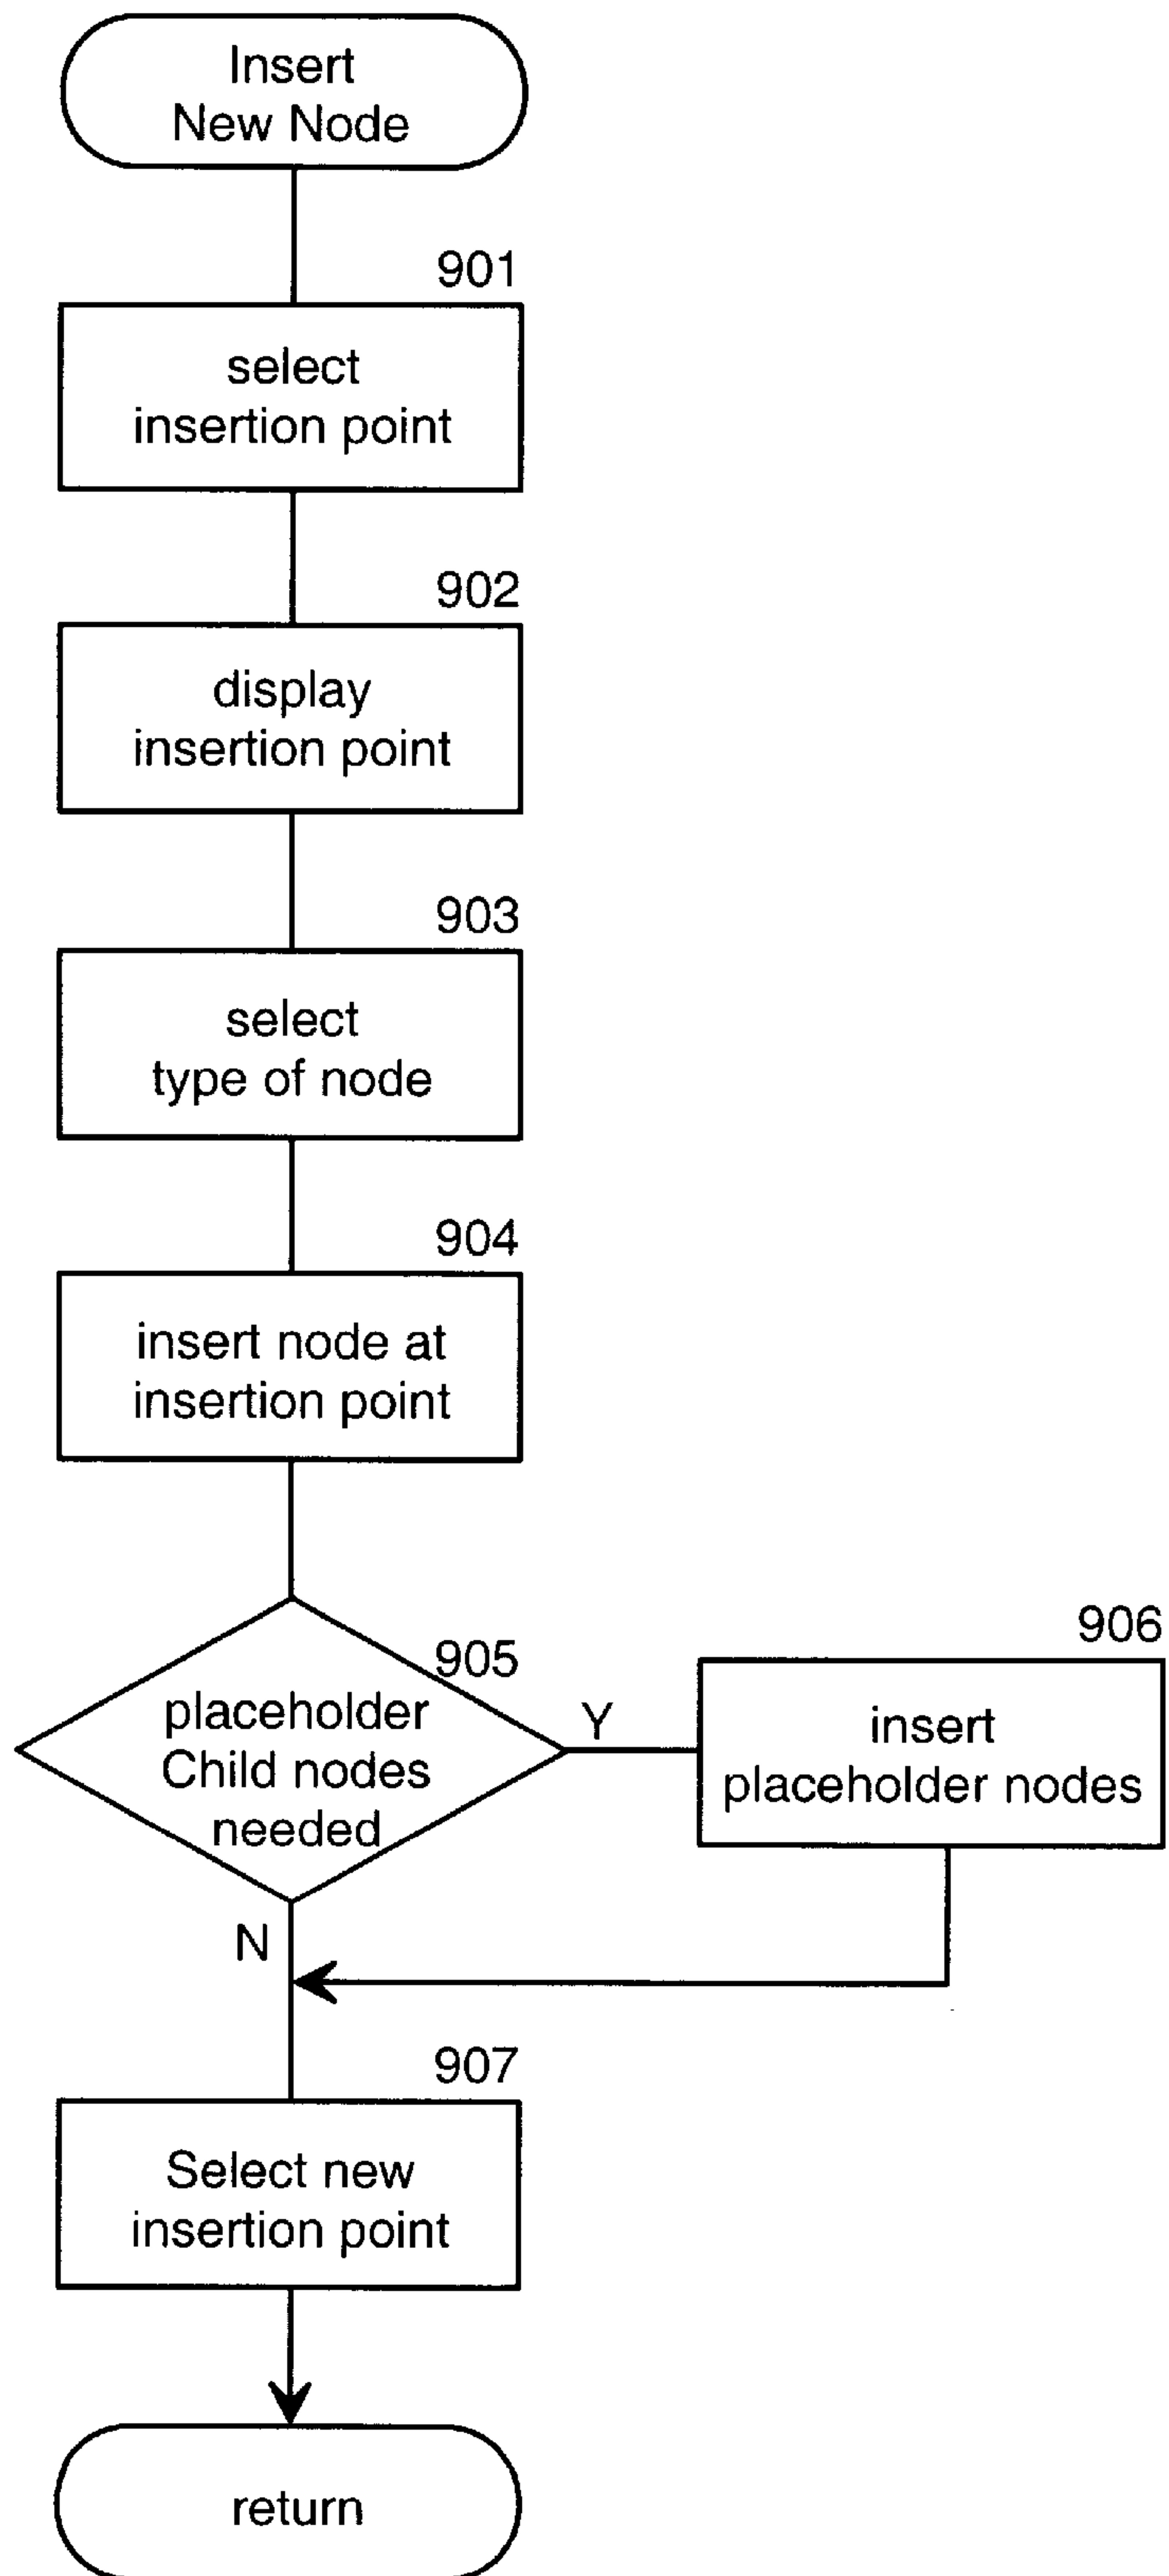 Insert
New Node
901
select
insertion point
902
display
insertion point
903
select
type of node
904
insert node at
insertion point
905
placeholder
Child nodes
needed
Y
906
insert
placeholder nodes
N
907
Select new
insertion point
return